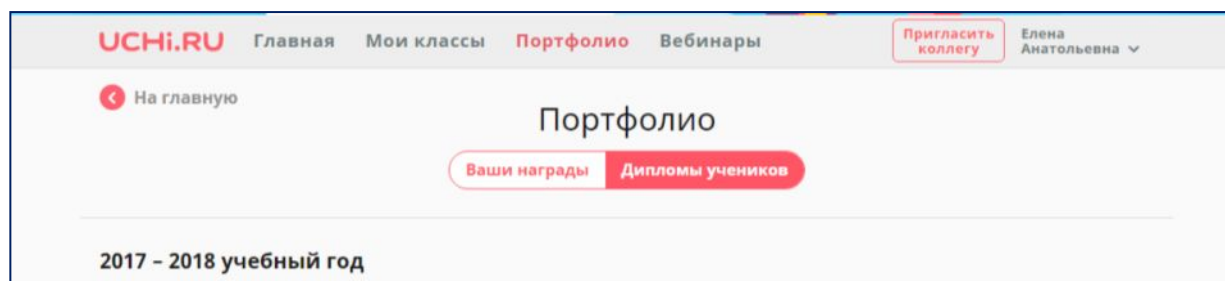 UCHi.RU Главная Мои классы Портфолио Вебинары Пригласить коллегу Елена Анатольевна
На главную
Портфолио
Ваши награды Дипломы учеников
2017 – 2018 учебный год